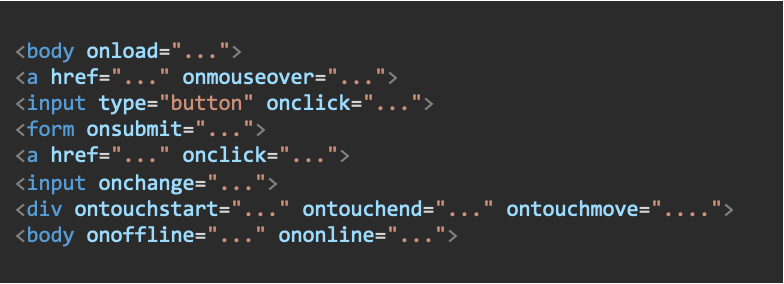 <body onload="...">
<a href="..." onmouseover="...">
<input type="button" onclick="...">
<form onsubmit="...">
<a href="..." onclick="...">
<input onchange="...">
<div ontouchstart="..." ontouchend="..." ontouchmove="....">
<body onoffline="..." ononline="...">